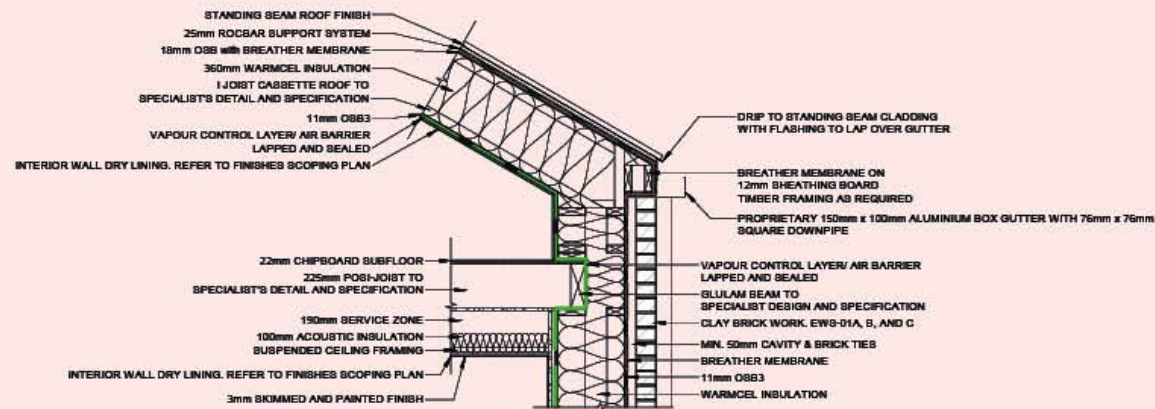 STANDING SEAM ROOF FINISH
25mm ROCBAR SUPPORT SYSTEM
18mm OSB with BREATHER MEMBRANE
360mm WARMCEL INSULATION
I JOIST CASSETTE ROOF TO
SPECIALIST'S DETAIL AND SPECIFICATION
11mm OSB3
VAPOUR CONTROL LAYER/ AIR BARRIER
LAPPED AND SEALED
INTERIOR WALL DRY LINING. REFER TO FINISHES SCOPING PLAN
22mm CHIPBOARD SUBFLOOR
225mm POSI-JOIST TO
SPECIALIST'S DETAIL AND SPECIFICATION
190mm SERVICE ZONE
100mm ACOUSTIC INSULATION
SUSPENDED CEILING FRAMING
INTERIOR WALL DRY LINING. REFER TO FINISHES SCOPING PLAN
3mm SKIMMED AND PAINTED FINISH
DRIP TO STANDING SEAM CLADDING
WITH FLASHING TO LAP OVER GUTTER
BREATHER MEMBRANE ON
12mm SHEATHING BOARD
TIMBER FRAMING AS REQUIRED
PROPRIETARY 150mm x 100mm ALUMINIUM BOX GUTTER WITH 76mm x 76mm
SQUARE DOWNPIPE
VAPOUR CONTROL LAYER/ AIR BARRIER
LAPPED AND SEALED
GLULAM BEAM TO
SPECIALIST DESIGN AND SPECIFICATION
CLAY BRICK WORK. EWS-01A, B, AND C
MIN. 50mm CAVITY & BRICK TIES
BREATHER MEMBRANE
11mm OSB3
WARMCEL INSULATION